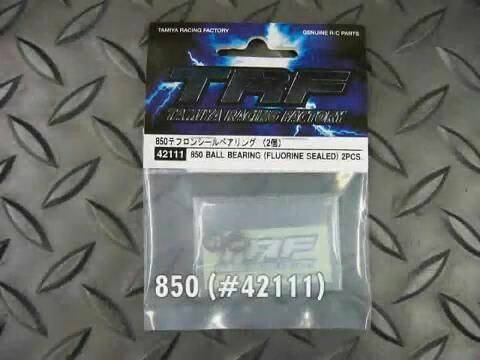 TAMIYA RACING FACTORY
GENUINE R/C PARTS
TRF
TAMIYA RACING FACTORY
850テフロンシールベアリング (2個)
42111 850 BALL BEARING (FLUORINE SEALED) 2PCS.
TRF
850 (#42111)